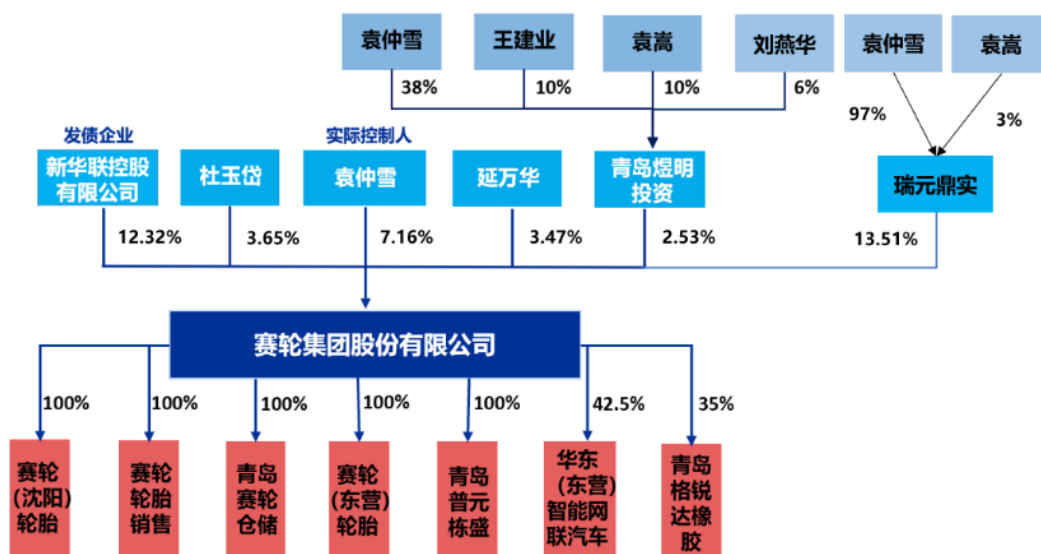 袁仲雪
王建业
袁嵩
刘燕华
袁仲雪
袁嵩
38%
10%
10%
6%
97%
3%
发债企业
实际控制人
新华联控股
有限公司
杜玉岱
袁仲雪
延万华
青岛煜明
投资
瑞元鼎实
12.32%
3.65%
7.16%
3.47%
2.53%
13.51%
赛轮集团股份有限公司
100%
100%
100%
100%
100%
42.5%
35%
赛轮
（沈阳）
轮胎
赛轮
轮胎
销售
青岛
赛轮
仓储
赛轮
（东营）
轮胎
青岛
普元
栋盛
华东
（东营）
智能网
联汽车
青岛
格锐
达橡
胶